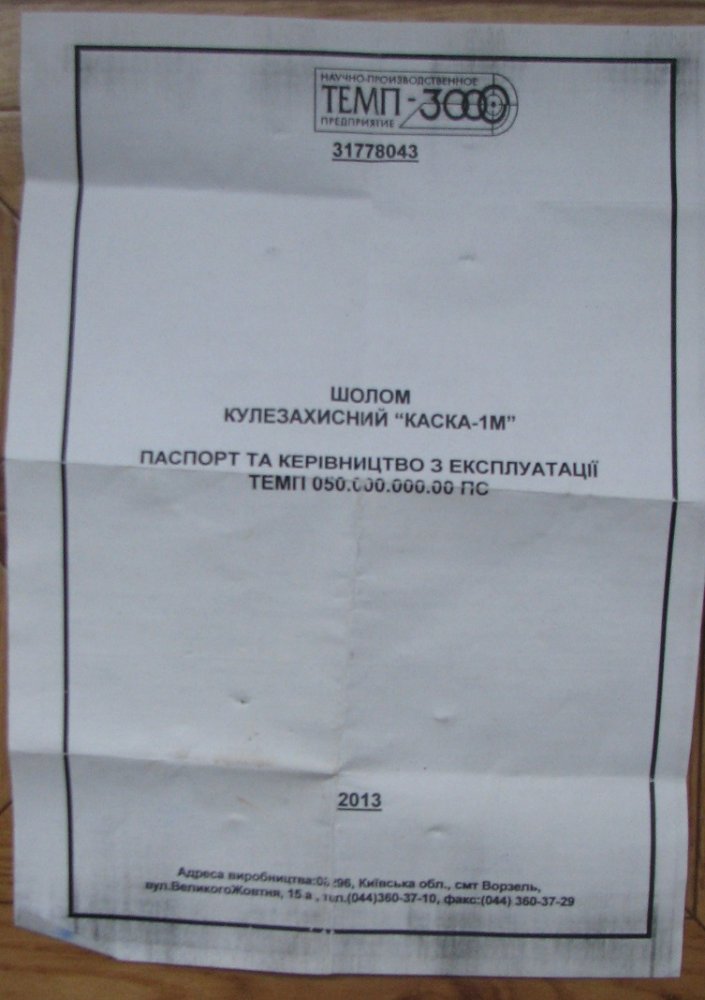 НАУЧНО-ПРОИЗВОДСТВЕННОЕ
ТЕМП-3000
ПРЕДПРИЯТИЕ
31778043
ШОЛОМ
КУЛЕЗАХИСНИЙ “КАСКА-1М”
ПАСПОРТ ТА КЕРІВНИЦТВО З ЕКСПЛУАТАЦІЇ
ТЕМП 050.000.000.00 ПС
2013
Адреса виробництва: Київська обл., смт Ворзель,
вул.ВеликогоЖовтня, 15 а , тел.(044)360-37-10, факс:(044) 360-37-29